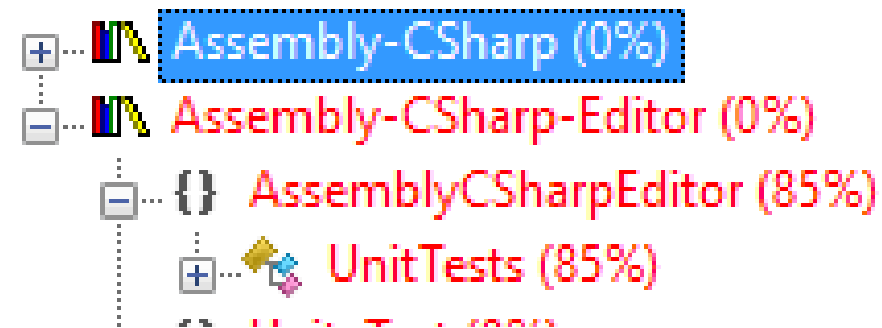 Assembly-CSharp (0%)
Assembly-CSharp-Editor (0%)
{} AssemblyCSharpEditor (85%)
UnitTests (85%)